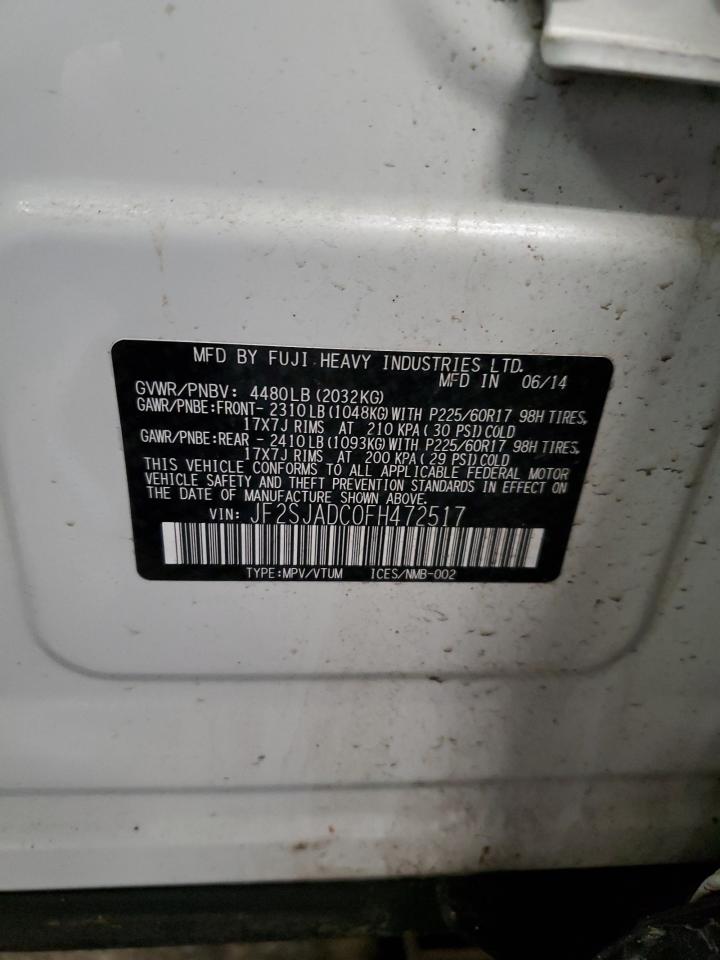 MFD BY FUJI HEAVY INDUSTRIES LTD.
MFD IN 06/14
GVWR/PNBV: 4480LB (2032KG)
GAWR/PNBE:FRONT- 2310LB (1048KG) WITH P225/60R17 98H TIRES,
17X7J RIMS AT 210 KPA ( 30 PSI) COLD
GAWR/PNBE:REAR - 2410LB (1093KG) WITH P225/60R17 98H TIRES,
17X7J RIMS AT 200 KPA ( 29 PSI) COLD
THIS VEHICLE CONFORMS TO ALL APPLICABLE FEDERAL MOTOR
VEHICLE SAFETY AND THEFT PREVENTION STANDARDS IN EFFECT ON
THE DATE OF MANUFACTURE SHOWN ABOVE.
VIN: JF2SJADC0FH472517
TYPE:MPV/VTUM ICES/NMB-002